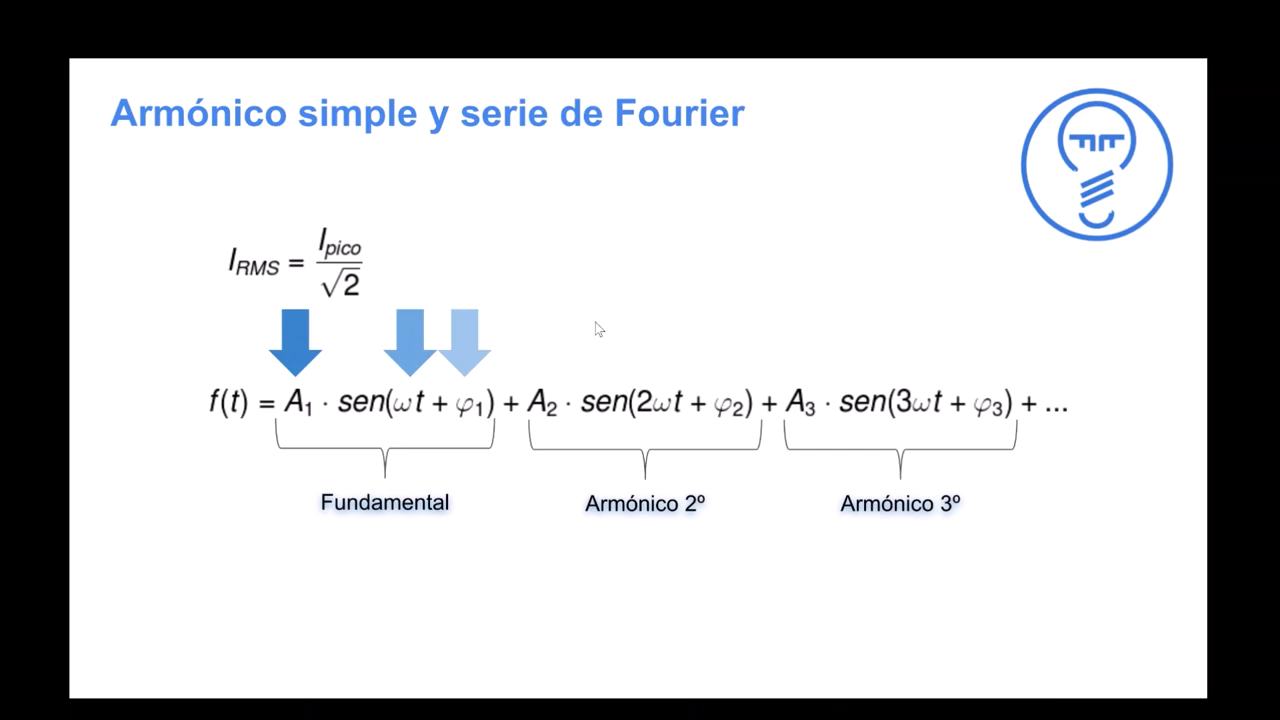 Armónico simple y serie de Fourier
I_RMS = I_pico / √2
f(t) = A₁ · sen(ωt + φ₁) + A₂ · sen(2ωt + φ₂) + A₃ · sen(3ωt + φ₃) + ...
Fundamental Armónico 2º Armónico 3º